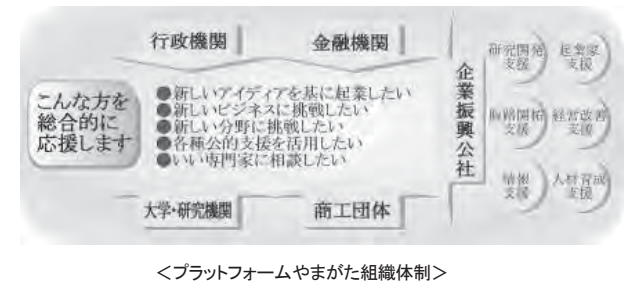 行政機関
金融機関
こんな方を
総合的に
応援します
●新しいアイディアを基に起業したい
●新しいビジネスに挑戦したい
●新しい分野に挑戦したい
●各種公的支援を活用したい
●いい専門家に相談したい
大学・研究機関
商工団体
企業振興公社
研究開発
支援
起業家
支援
販路開拓
支援
経営改善
支援
情報
支援
人材育成
支援
＜プラットフォームやまがた組織体制＞